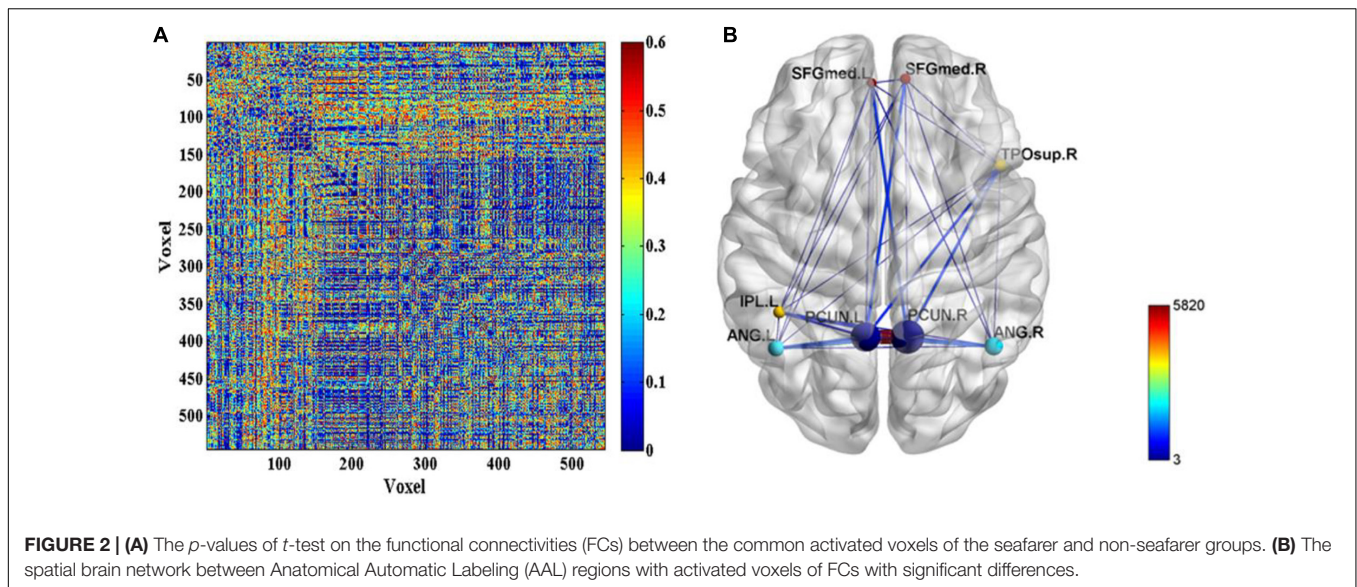 A
B
0.6
0.5
0.4
0.3
0.2
0.1
0
50
100
150
200
250
300
350
400
450
500
Voxel
100
200
300
400
500
Voxel
SFGmed.L
SFGmed.R
TPOsup.R
IPL.L
PCUN.L
PCUN.R
ANG.L
ANG.R
5820
3
FIGURE 2 | (A) The p-values of t-test on the functional connectivities (FCs) between the common activated voxels of the seafarer and non-seafarer groups. (B) The
spatial brain network between Anatomical Automatic Labeling (AAL) regions with activated voxels of FCs with significant differences.